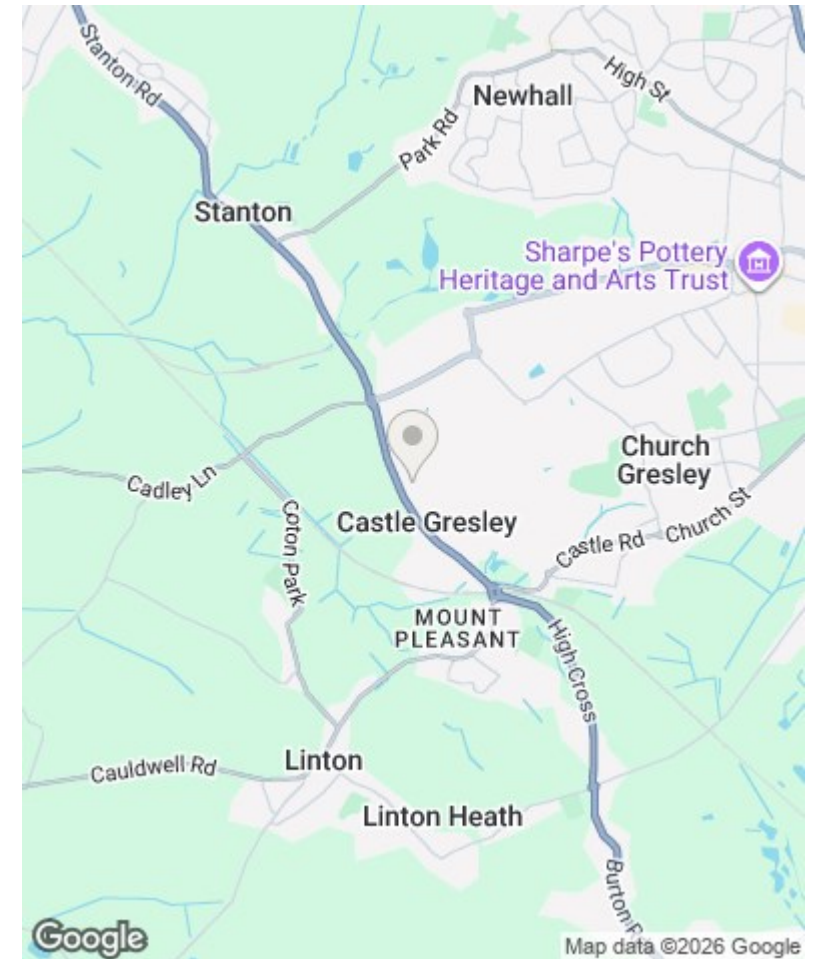 Stanton Rd
High St
Newhall
Park Rd
Stanton
Sharpe's Pottery
Heritage and Arts Trust
Church
Gresley
Cadley Ln
Coton Park
Castle Gresley
Castle Rd
Church St
MOUNT
PLEASANT
High Cross
Cauldwell Rd
Linton
Linton Heath
Burton
Google
Map data ©2026 Google